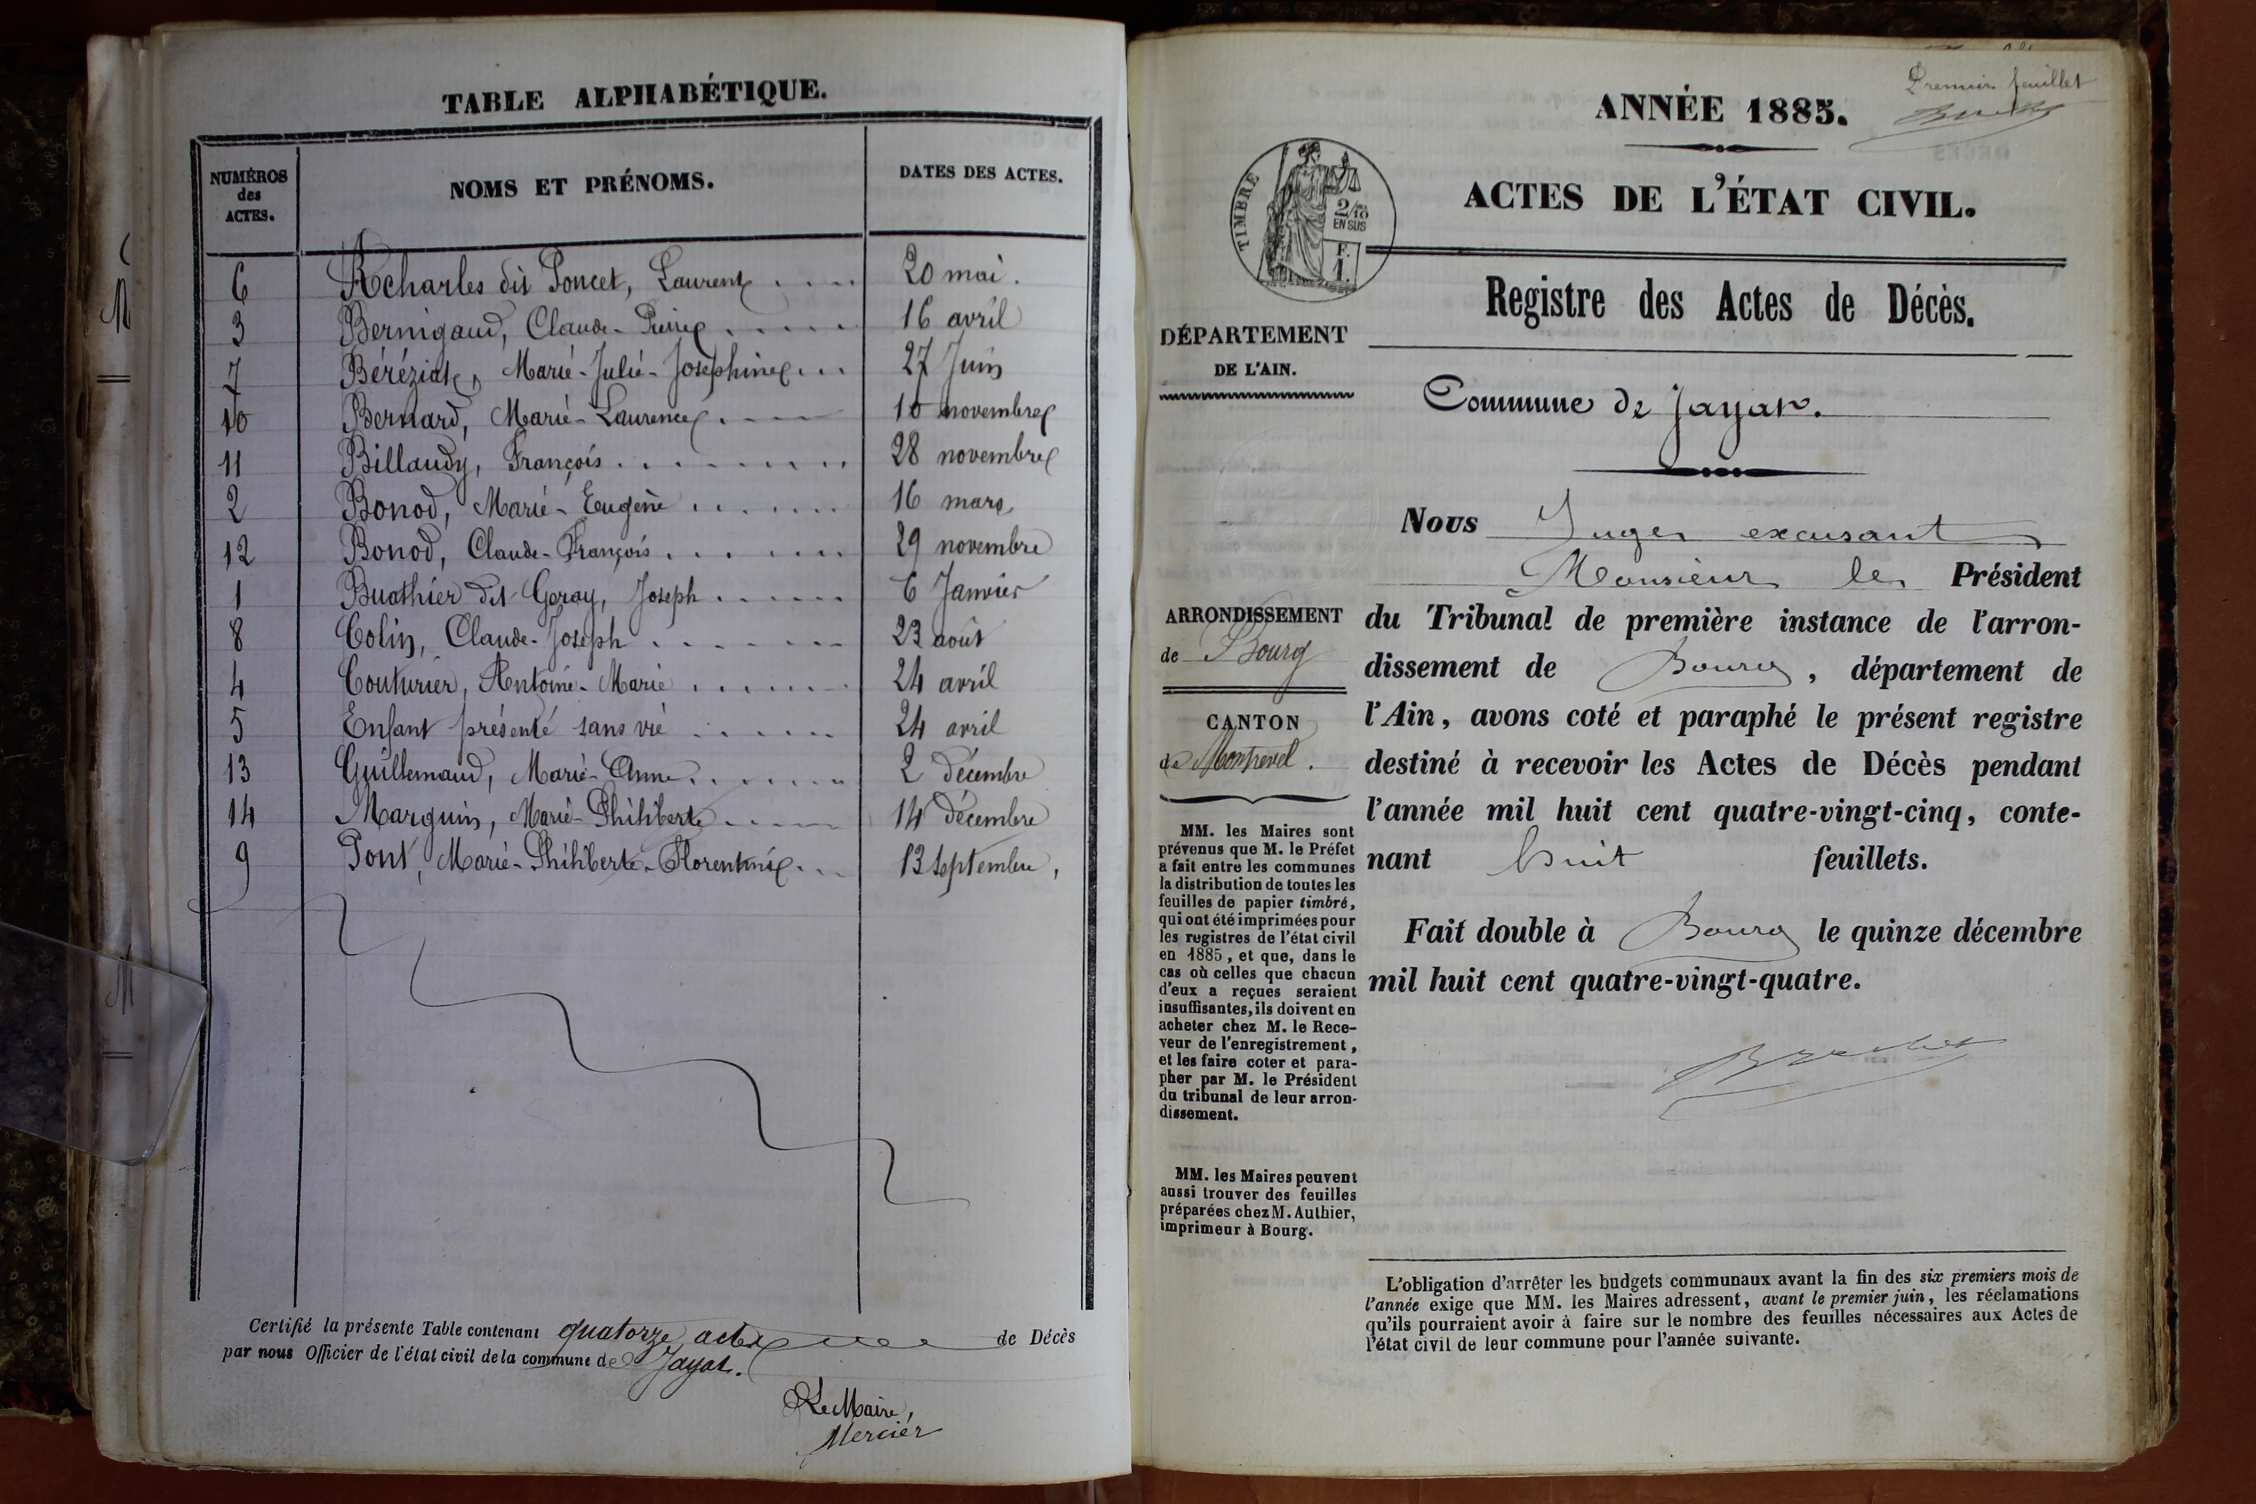 TABLE ALPHABÉTIQUE.
NUMÉROS des ACTES. NOMS ET PRÉNOMS. DATES DES ACTES.
6 Acharles dit Poncet, Laurent .... 20 mai.
3 Bernigaud, Claude-Pierre ..... 16 avril
7 Béréziat, Marie-Julie-Joséphine ... 27 Juin
10 Bernard, Marie-Laurence .... 10 novembre
11 Billaudy, François ........ 28 novembre
2 Bonod, Marie-Eugène ....... 16 mars
12 Bonod, Claude-François ....... 29 novembre
1 Buathier dit Goray, Joseph ...... 6 Janvier
8 Colin, Claude-Joseph ....... 23 août
4 Couturier, Antoine-Marie ...... 24 avril
5 Enfant présenté sans vie ...... 24 avril
13 Guillemaud, Marie-Anne ....... 2 décembre
14 Marguin, Marie-Philiberte ..... 14 décembre
9 Pont, Marie-Philiberte-Florentine ... 13 septembre,
Certifié la présente Table contenant quatorze actes de Décès
par nous Officier de l'état civil de la commune de Jayat.
Le Maire,
Mercier
Premier feuillet
ANNÉE 1885.
ACTES DE L'ÉTAT CIVIL.
TIMBRE
2/10
EN SUS
F.
1.
Registre des Actes de Décès.
DÉPARTEMENT
DE L'AIN.
Commune de Jayat.
Nous Juge excusant
Monsieur le Président
du Tribunal de première instance de l'arron-
dissement de Bourg, département de
l'Ain, avons coté et paraphé le présent registre
destiné à recevoir les Actes de Décès pendant
l'année mil huit cent quatre-vingt-cinq, conte-
nant huit feuillets.
Fait double à Bourg le quinze décembre
mil huit cent quatre-vingt-quatre.
ARRONDISSEMENT
de Bourg
CANTON
de Montrevel.
MM. les Maires sont
prévenus que M. le Préfet
a fait entre les communes
la distribution de toutes les
feuilles de papier timbré,
qui ont été imprimées pour
les registres de l'état civil
en 1885, et que, dans le
cas où celles que chacun
d'eux a reçues seraient
insuffisantes, ils doivent en
acheter chez M. le Rece-
veur de l'enregistrement,
et les faire coter et para-
pher par M. le Président
du tribunal de leur arron-
dissement.
MM. les Maires peuvent
aussi trouver des feuilles
préparées chez M. Authier,
imprimeur à Bourg.
L'obligation d'arrêter les budgets communaux avant la fin des six premiers mois de
l'année exige que MM. les Maires adressent, avant le premier juin, les réclamations
qu'ils pourraient avoir à faire sur le nombre des feuilles nécessaires aux Actes de
l'état civil de leur commune pour l'année suivante.